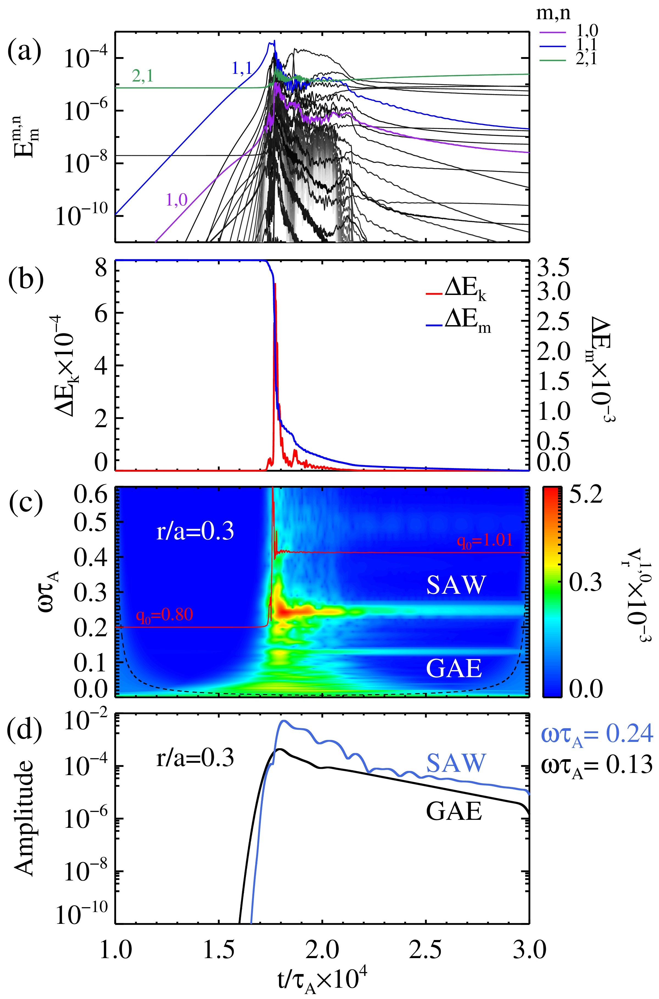 m,n
1,0
1,1
2,1
(a)
10⁻⁴
10⁻⁶
10⁻⁸
10⁻¹⁰
E_m^{m,n}
2,1
1,1
1,0
(b)
8
6
4
2
0
ΔE_k×10⁻⁴
ΔE_k
ΔE_m
3.5
3.0
2.5
2.0
1.5
1.0
0.5
0.0
ΔE_m×10⁻³
(c)
0.6
0.5
0.4
0.3
0.2
0.1
0.0
ωτ_A
r/a=0.3
q₀=1.01
q₀=0.80
SAW
GAE
5.2
0.3
0.0
v_r^{1,0}×10⁻³
(d)
10⁻²
10⁻⁴
10⁻⁶
10⁻⁸
10⁻¹⁰
Amplitude
r/a=0.3
SAW
GAE
ωτ_A= 0.24
ωτ_A= 0.13
1.0 1.5 2.0 2.5 3.0
t/τ_A×10⁴